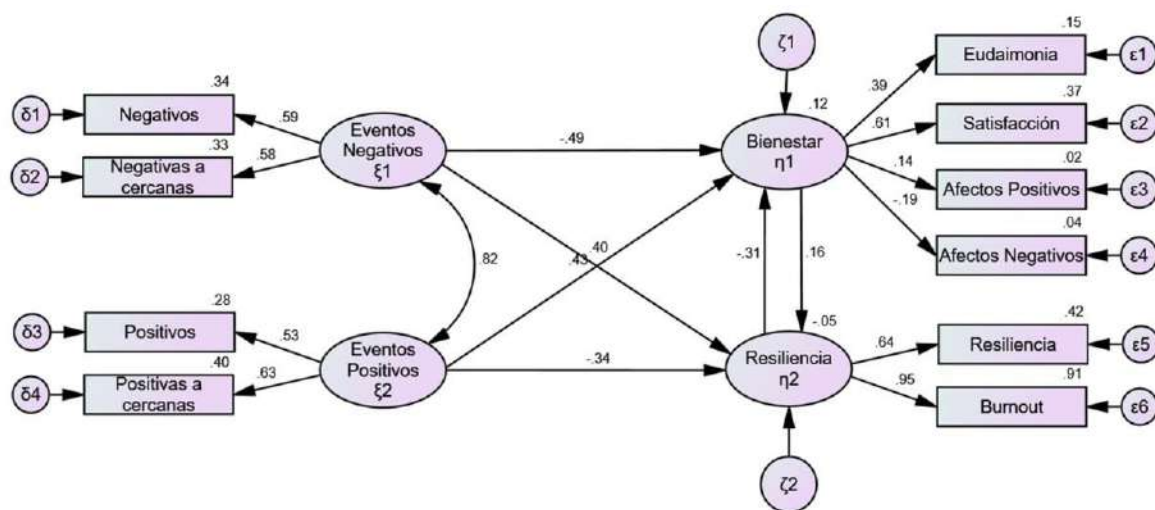 ζ1
.15
Eudaimonia
ε1
.34
δ1
Negativos
.59
.39
.12
.37
Eventos
Negativos
ξ1
-.49
Bienestar
η1
.61
Satisfacción
ε2
.33
δ2
Negativas a
cercanas
.58
.14
.02
Afectos Positivos
ε3
-.19
.04
Afectos Negativos
ε4
.82
.43
.40
-.31
.16
.28
δ3
Positivos
.53
-.05
.42
Eventos
Positivos
ξ2
-.34
Resiliencia
η2
.64
Resiliencia
ε5
.40
δ4
Positivas a
cercanas
.63
.95
.91
Burnout
ε6
ζ2